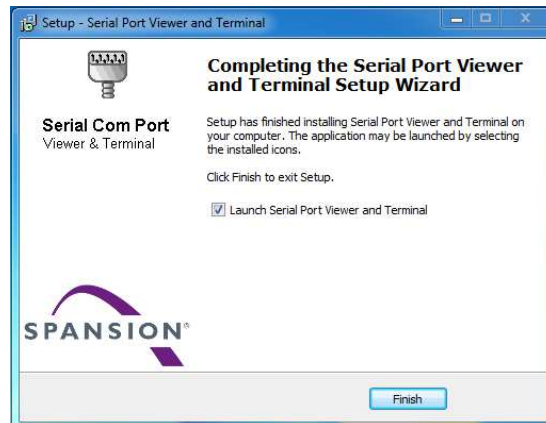 Setup - Serial Port Viewer and Terminal
Serial Com Port
Viewer & Terminal
Completing the Serial Port Viewer
and Terminal Setup Wizard
Setup has finished installing Serial Port Viewer and Terminal on
your computer. The application may be launched by selecting
the installed icons.
Click Finish to exit Setup.
Launch Serial Port Viewer and Terminal
SPANSION®
Finish